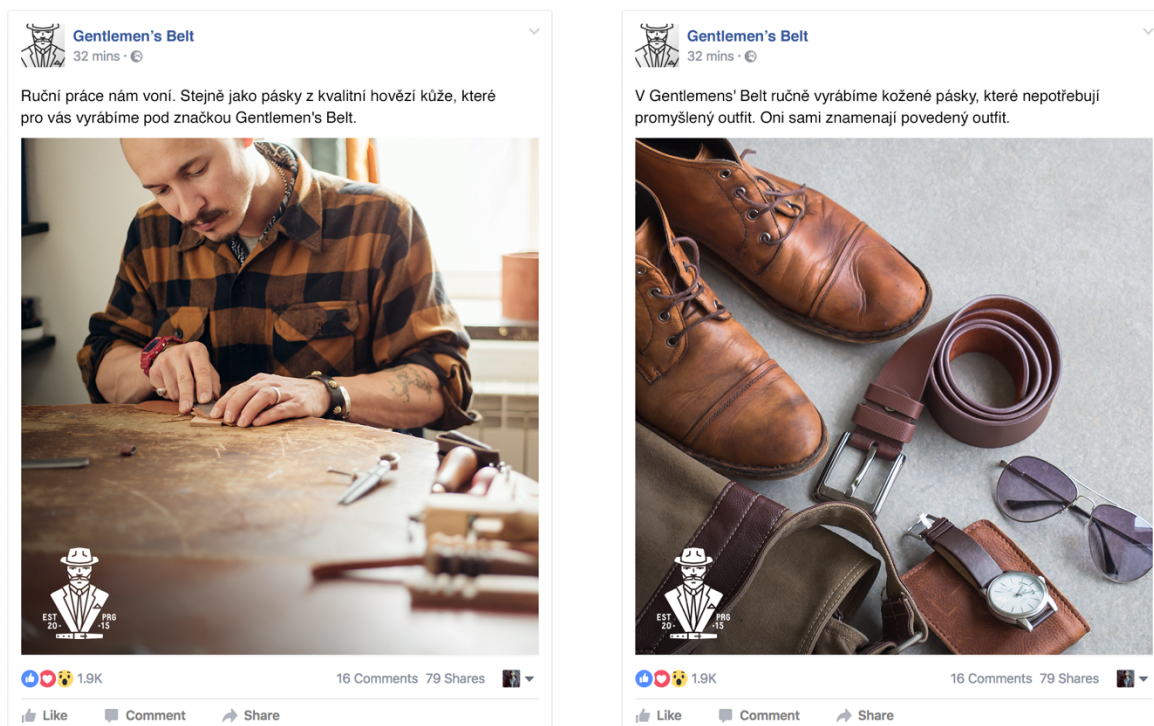 Gentlemen's Belt
32 mins ·
Ruční práce nám voní. Stejně jako pásky z kvalitní hovězí kůže, které
pro vás vyrábíme pod značkou Gentlemen's Belt.
EST PRG
20- -15
1.9K 16 Comments 79 Shares
Like Comment Share
Gentlemen's Belt
32 mins ·
V Gentlemens' Belt ručně vyrábíme kožené pásky, které nepotřebují
promyšlený outfit. Oni sami znamenají povedený outfit.
EST PRG
20- -15
1.9K 16 Comments 79 Shares
Like Comment Share